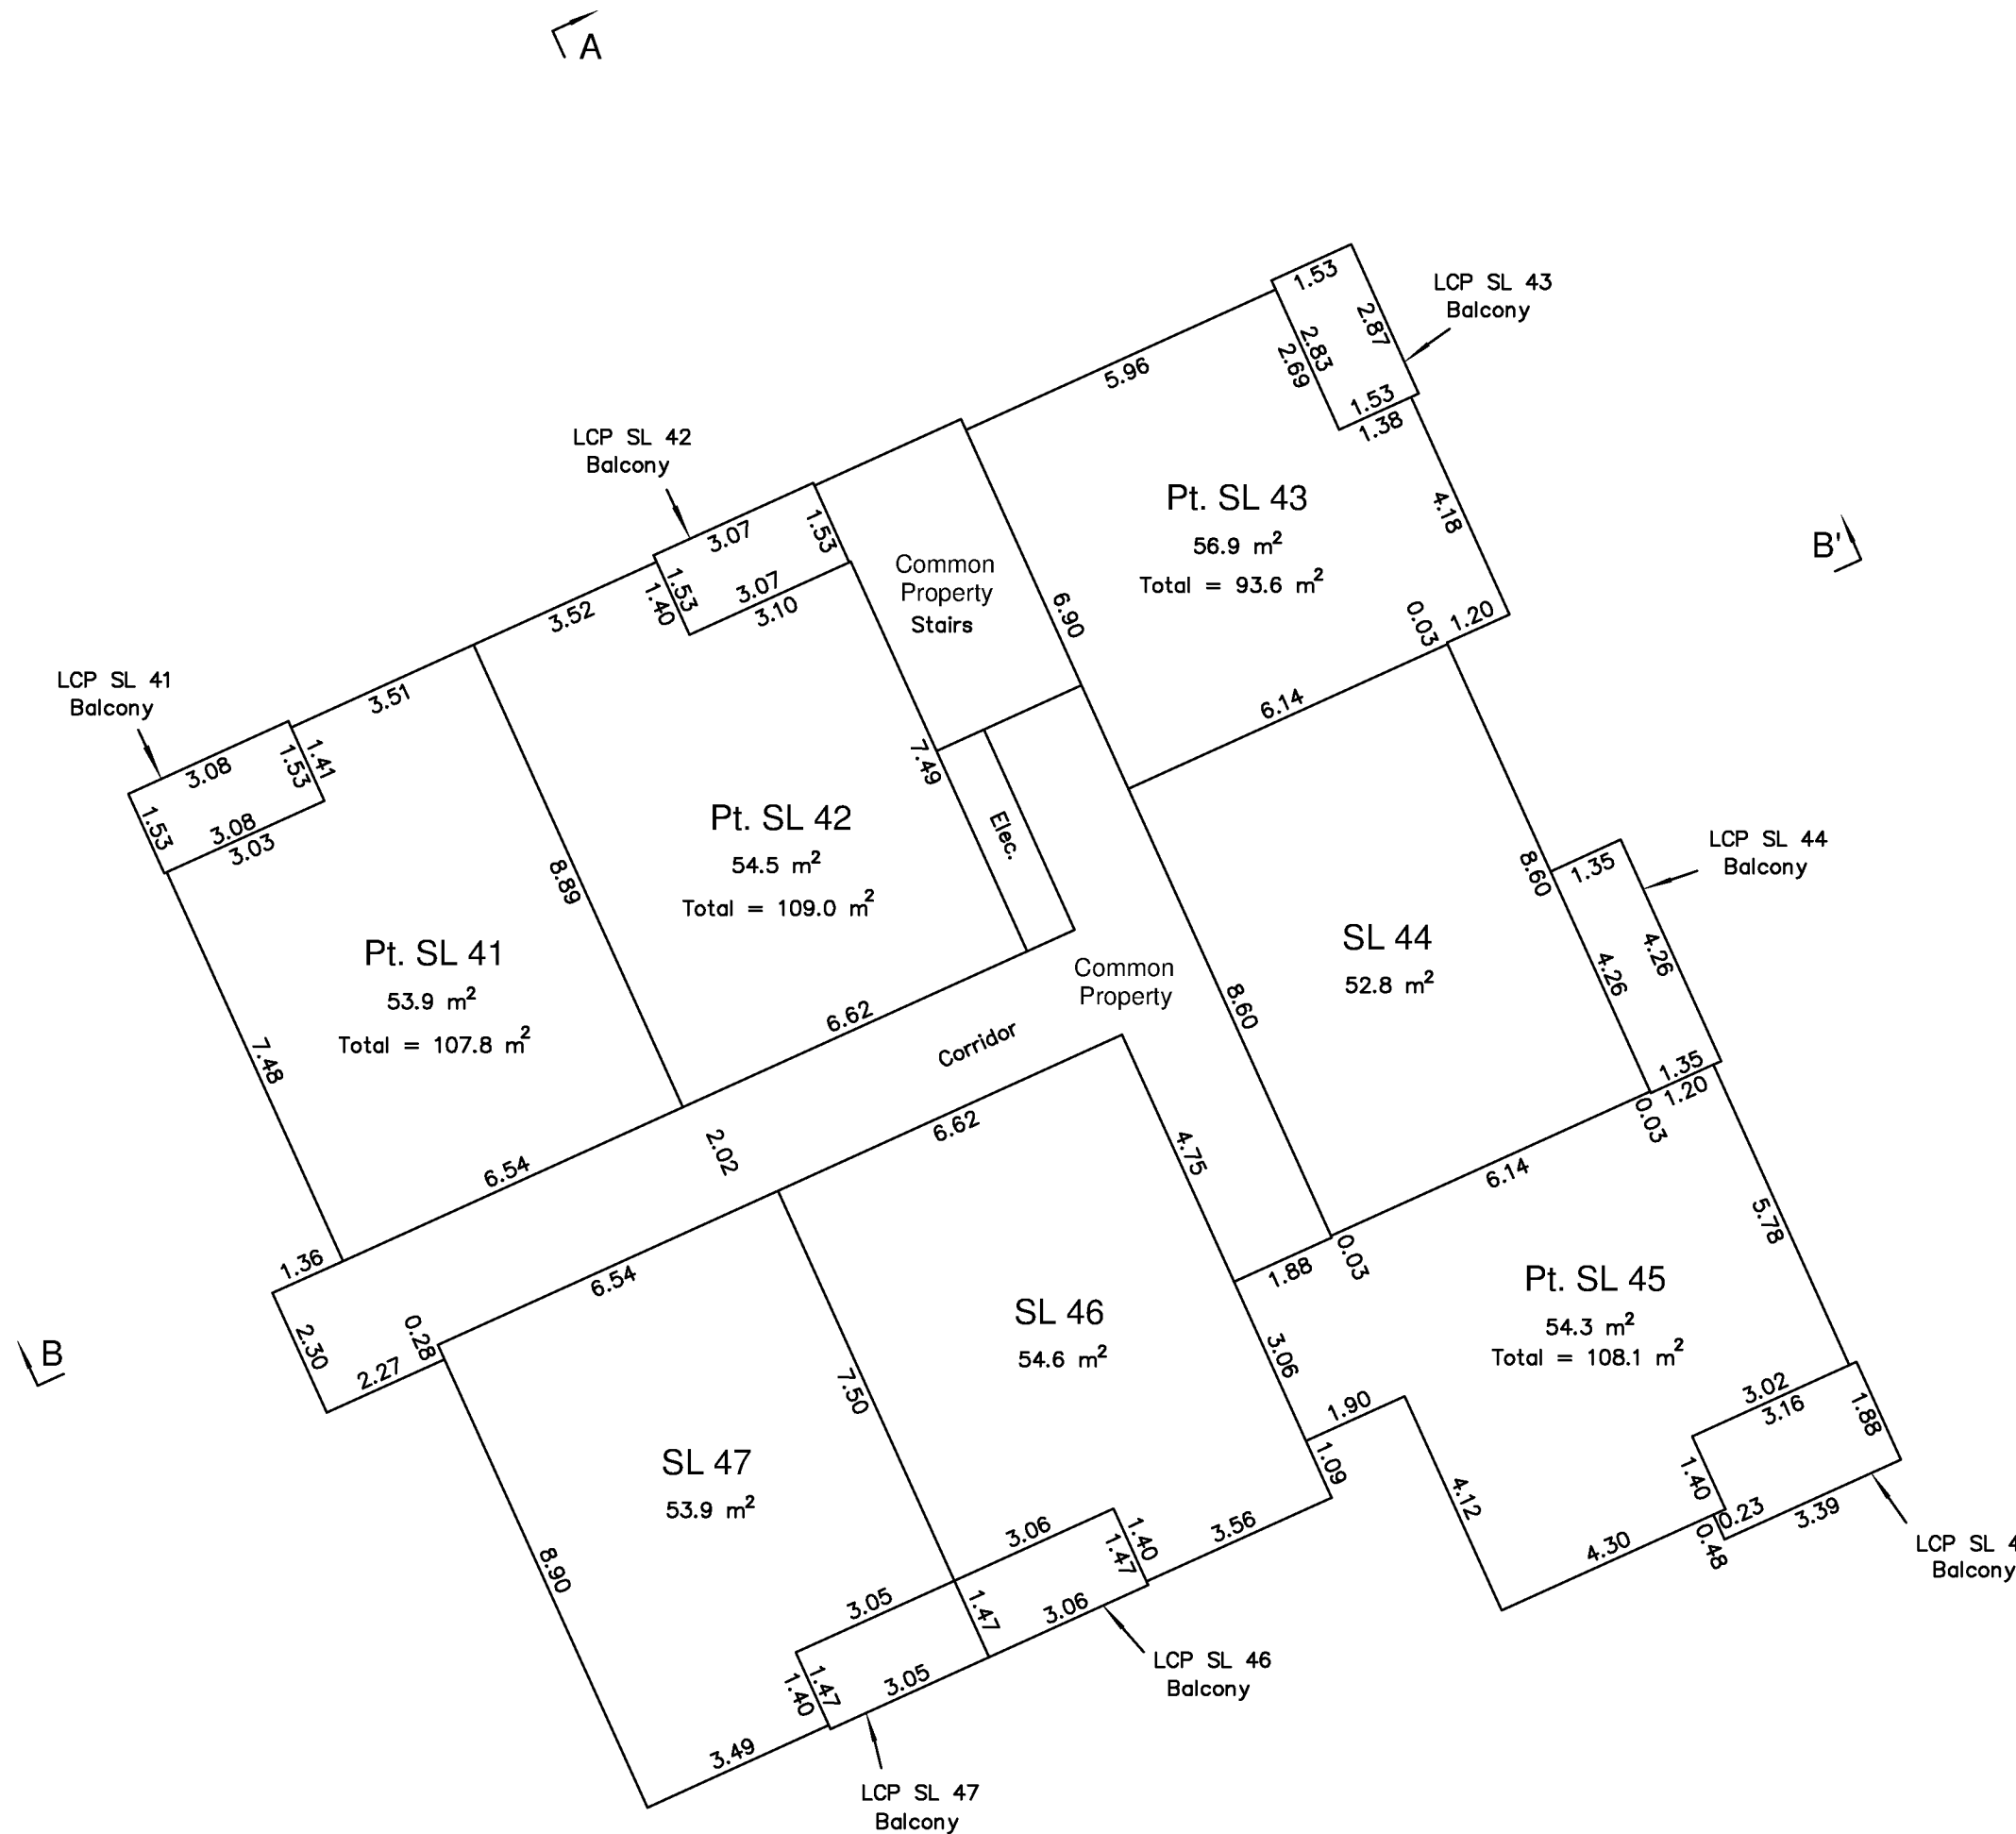 A
LCP SL 43
Balcony
1.53
2.87
2.83
2.69
1.53
1.38
5.96
LCP SL 42
Balcony
3.07
1.53
1.53
1.40
3.07
3.10
3.52
Common
Property
Stairs
6.90
Pt. SL 43
56.9 m²
Total = 93.6 m²
4.18
0.03
1.20
B'
LCP SL 41
Balcony
3.08
1.53
1.53
1.41
3.08
3.03
3.51
8.89
Pt. SL 42
54.5 m²
Total = 109.0 m²
7.49
Elec.
6.14
8.60
LCP SL 44
Balcony
1.35
4.26
4.26
1.35
1.20
0.03
SL 44
52.8 m²
8.60
Pt. SL 41
53.9 m²
Total = 107.8 m²
7.48
6.62
Common
Property
Corridor
6.54
2.02
6.62
4.75
6.14
1.88
0.03
5.78
1.36
2.30
2.27
0.28
6.54
B
SL 46
54.6 m²
7.50
3.06
Pt. SL 45
54.3 m²
Total = 108.1 m²
3.02
3.16
1.88
1.40
0.23
0.48
3.39
1.90
1.09
4.12
4.30
LCP SL 4
Balcony
SL 47
53.9 m²
8.90
3.06
1.40
1.47
3.56
3.05
1.47
3.06
1.47
1.40
3.05
3.49
LCP SL 46
Balcony
LCP SL 47
Balcony